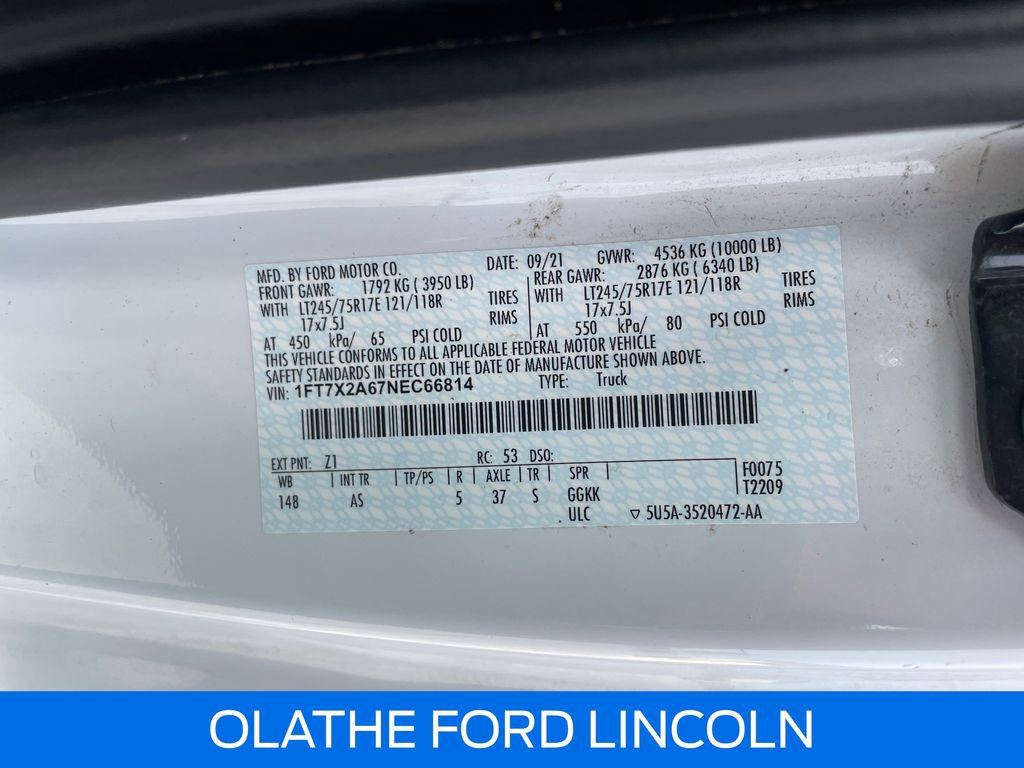 MFD. BY FORD MOTOR CO. DATE: 09/21 GVWR: 4536 KG (10000 LB)
FRONT GAWR: 1792 KG ( 3950 LB) REAR GAWR: 2876 KG ( 6340 LB)
WITH LT245/75R17E 121/118R TIRES WITH LT245/75R17E 121/118R TIRES
17x7.5J RIMS 17x7.5J RIMS
AT 450 kPa/ 65 PSI COLD AT 550 kPa/ 80 PSI COLD
THIS VEHICLE CONFORMS TO ALL APPLICABLE FEDERAL MOTOR VEHICLE
SAFETY STANDARDS IN EFFECT ON THE DATE OF MANUFACTURE SHOWN ABOVE.
VIN: 1FT7X2A67NEC66814 TYPE: Truck
EXT PNT: Z1 RC: 53 DSO:
WB INT TR TP/PS R AXLE TR SPR F0075
148 AS 5 37 S GGKK T2209
ULC ▽ 5U5A-3520472-AA
OLATHE FORD LINCOLN